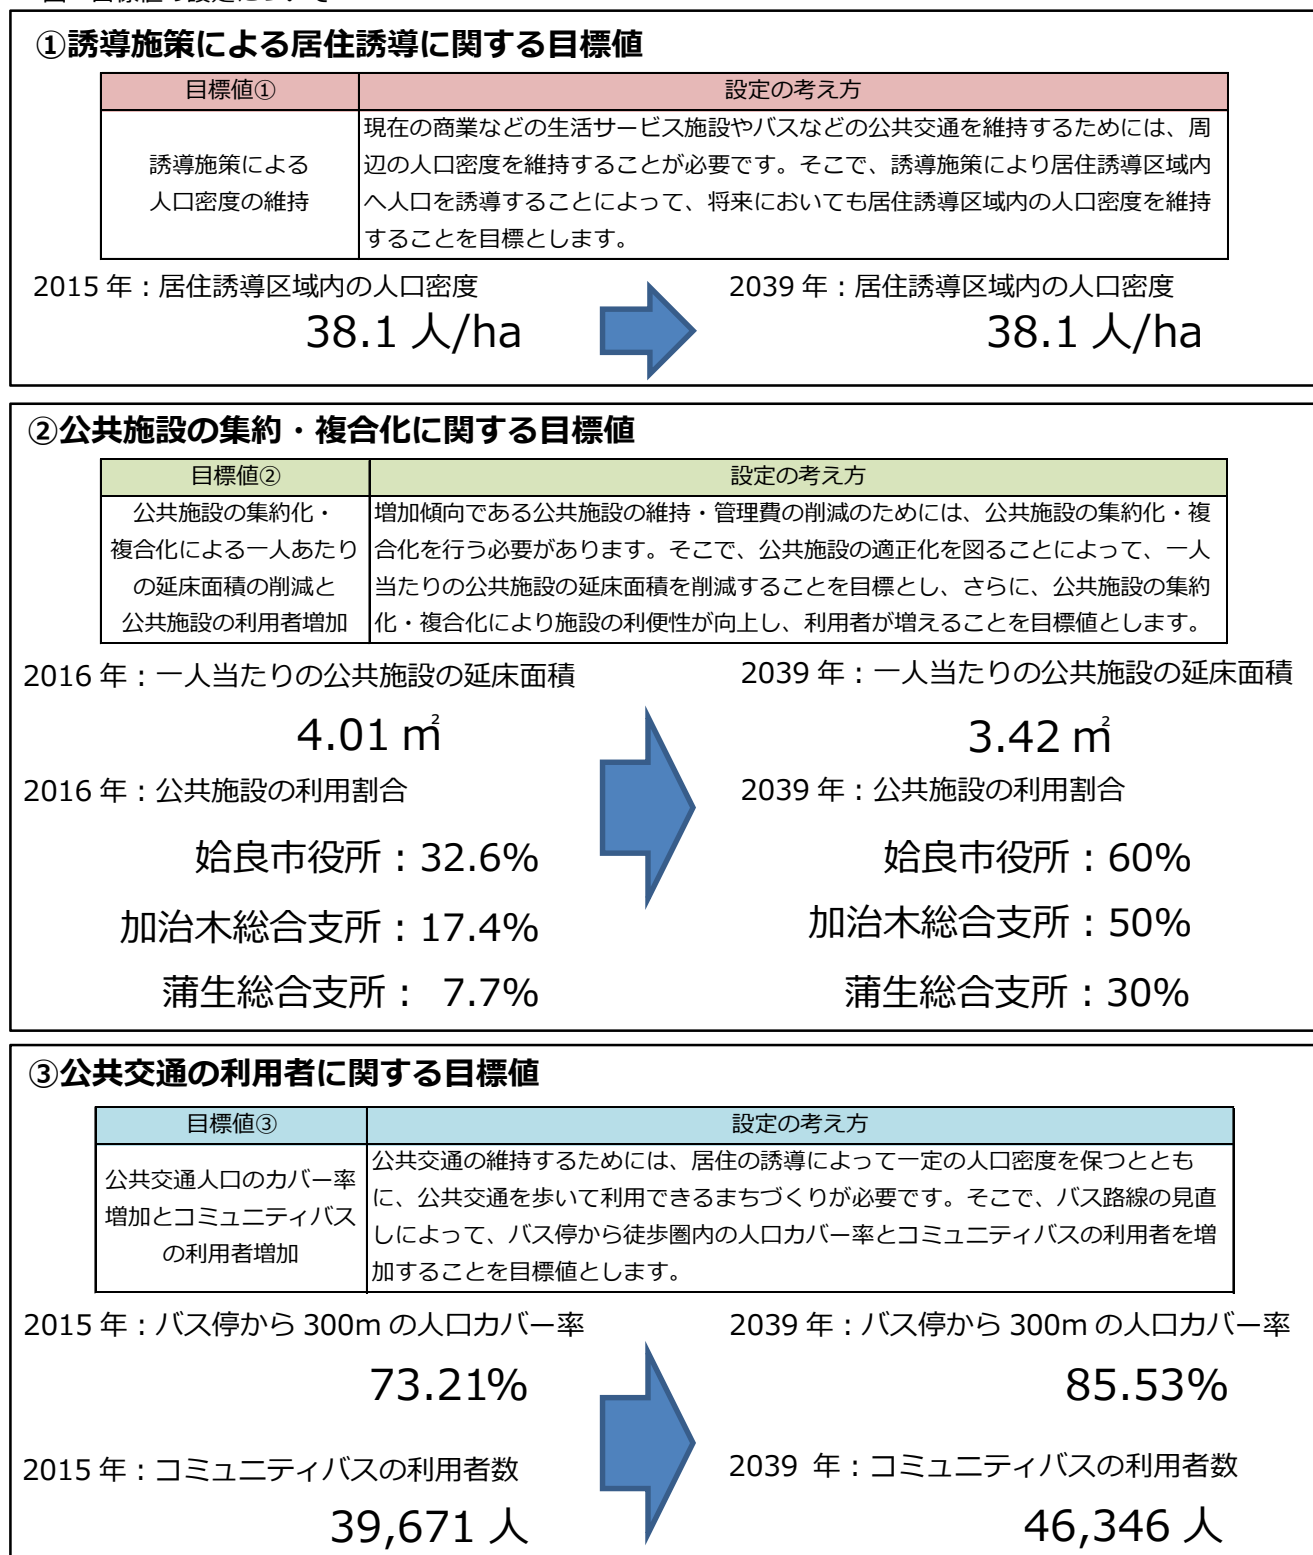 ①誘導施策による居住誘導に関する目標値
目標値①
設定の考え方
誘導施策による
人口密度の維持
現在の商業などの生活サービス施設やバスなどの公共交通を維持するためには、周
辺の人口密度を維持することが必要です。そこで、誘導施策により居住誘導区域内
へ人口を誘導することによって、将来においても居住誘導区域内の人口密度を維持
することを目標とします。
2015 年：居住誘導区域内の人口密度
38.1 人/ha
2039 年：居住誘導区域内の人口密度
38.1 人/ha
②公共施設の集約・複合化に関する目標値
目標値②
設定の考え方
公共施設の集約化・
複合化による一人あたり
の延床面積の削減と
公共施設の利用者増加
増加傾向である公共施設の維持・管理費の削減のためには、公共施設の集約化・複
合化を行う必要があります。そこで、公共施設の適正化を図ることによって、一人
当たりの公共施設の延床面積を削減することを目標とし、さらに、公共施設の集約
化・複合化により施設の利便性が向上し、利用者が増えることを目標値とします。
2016 年：一人当たりの公共施設の延床面積
4.01 ㎡
2016 年：公共施設の利用割合
姶良市役所：32.6%
加治木総合支所：17.4%
蒲生総合支所： 7.7%
2039 年：一人当たりの公共施設の延床面積
3.42 ㎡
2039 年：公共施設の利用割合
姶良市役所：60%
加治木総合支所：50%
蒲生総合支所：30%
③公共交通の利用者に関する目標値
目標値③
設定の考え方
公共交通人口のカバー率
増加とコミュニティバス
の利用者増加
公共交通の維持するためには、居住の誘導によって一定の人口密度を保つととも
に、公共交通を歩いて利用できるまちづくりが必要です。そこで、バス路線の見直
しによって、バス停から徒歩圏内の人口カバー率とコミュニティバスの利用者を増
加することを目標値とします。
2015 年：バス停から 300m の人口カバー率
73.21%
2015 年：コミュニティバスの利用者数
39,671 人
2039 年：バス停から 300m の人口カバー率
85.53%
2039 年：コミュニティバスの利用者数
46,346 人